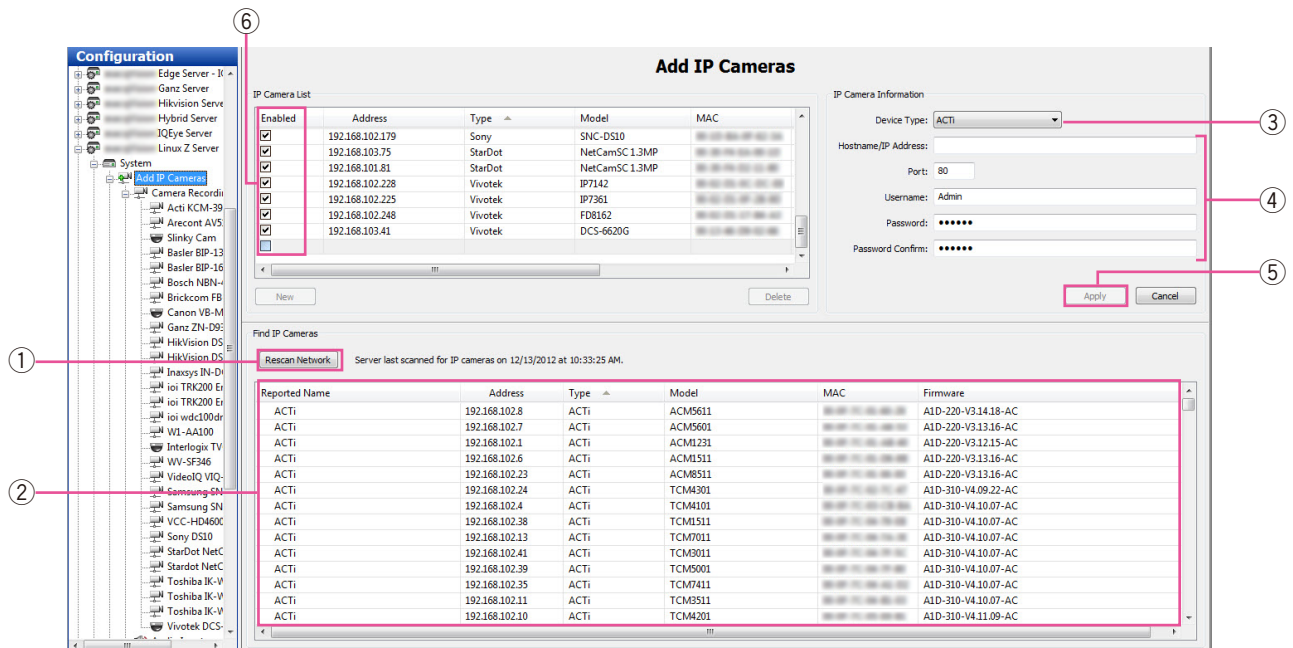 ⑥
Configuration
Edge Server - I
Ganz Server
Hikvision Serve
Hybrid Server
IQEye Server
Linux Z Server
System
Add IP Cameras
Camera Recordi
Acti KCM-39
Arecont AV5
Slinky Cam
Basler BIP-13
Basler BIP-16
Bosch NBN-
Brickcom FB
Canon VB-M
Ganz ZN-D93
HikVision DS
HikVision DS
Inaxsys IN-D
ioi TRK200 Er
ioi TRK200 Er
ioi wdc100dr
W1-AA100
Interlogix TV
WV-SF346
VideoIQ VIQ-
Samsung SN
Samsung SN
VCC-HD4600
Sony DS10
StarDot NetC
Stardot NetC
Toshiba IK-W
Toshiba IK-W
Toshiba IK-W
Vivotek DCS-
Add IP Cameras
IP Camera List
Enabled Address Type Model MAC
192.168.102.179 Sony SNC-DS10
192.168.103.75 StarDot NetCamSC 1.3MP
192.168.101.81 StarDot NetCamSC 1.3MP
192.168.102.228 Vivotek IP7142
192.168.102.225 Vivotek IP7361
192.168.102.248 Vivotek FD8162
192.168.103.41 Vivotek DCS-6620G
New Delete
IP Camera Information
Device Type: ACTi
③
Hostname/IP Address:
Port: 80
Username: Admin
④
Password: ••••••
Password Confirm: ••••••
⑤
Apply Cancel
Find IP Cameras
①
Rescan Network Server last scanned for IP cameras on 12/13/2012 at 10:33:25 AM.
②
Reported Name Address Type Model MAC Firmware
ACTi 192.168.102.8 ACTi ACM5611 A1D-220-V3.14.18-AC
ACTi 192.168.102.7 ACTi ACM5601 A1D-220-V3.13.16-AC
ACTi 192.168.102.1 ACTi ACM1231 A1D-220-V3.12.15-AC
ACTi 192.168.102.6 ACTi ACM1511 A1D-220-V3.13.16-AC
ACTi 192.168.102.23 ACTi ACM8511 A1D-220-V3.13.16-AC
ACTi 192.168.102.24 ACTi TCM4301 A1D-310-V4.09.22-AC
ACTi 192.168.102.4 ACTi TCM4101 A1D-310-V4.10.07-AC
ACTi 192.168.102.38 ACTi TCM1511 A1D-310-V4.10.07-AC
ACTi 192.168.102.13 ACTi TCM7011 A1D-310-V4.10.07-AC
ACTi 192.168.102.41 ACTi TCM3011 A1D-310-V4.10.07-AC
ACTi 192.168.102.39 ACTi TCM5001 A1D-310-V4.10.07-AC
ACTi 192.168.102.35 ACTi TCM7411 A1D-310-V4.10.07-AC
ACTi 192.168.102.11 ACTi TCM3511 A1D-310-V4.10.07-AC
ACTi 192.168.102.10 ACTi TCM4201 A1D-310-V4.11.09-AC